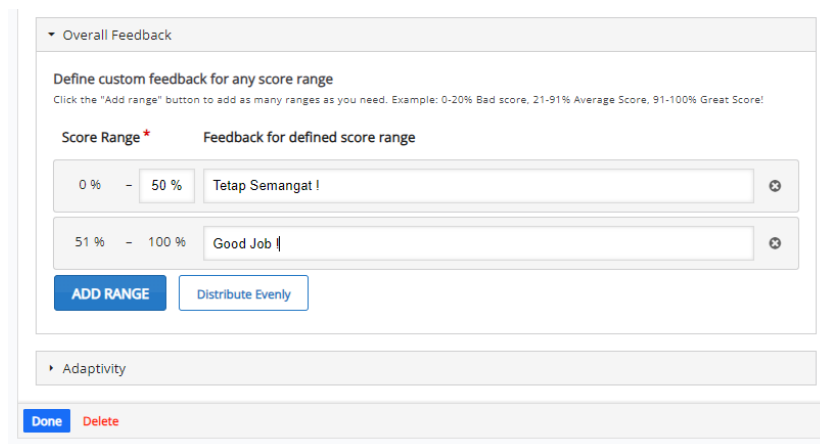 Overall Feedback
Define custom feedback for any score range
Click the "Add range" button to add as many ranges as you need. Example: 0-20% Bad score, 21-91% Average Score, 91-100% Great Score!
Score Range * Feedback for defined score range
0 % – 50 % Tetap Semangat !
51 % – 100 % Good Job !
ADD RANGE Distribute Evenly
Adaptivity
Done Delete